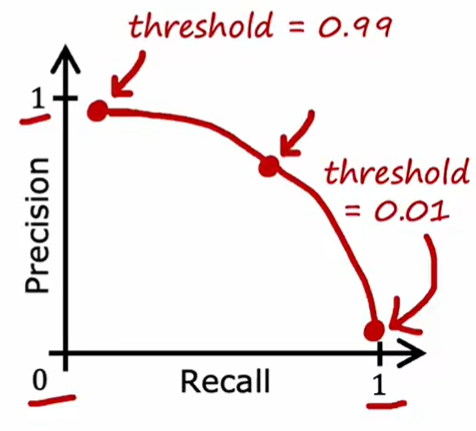 threshold = 0.99
1
Precision
threshold
= 0.01
0
Recall
1